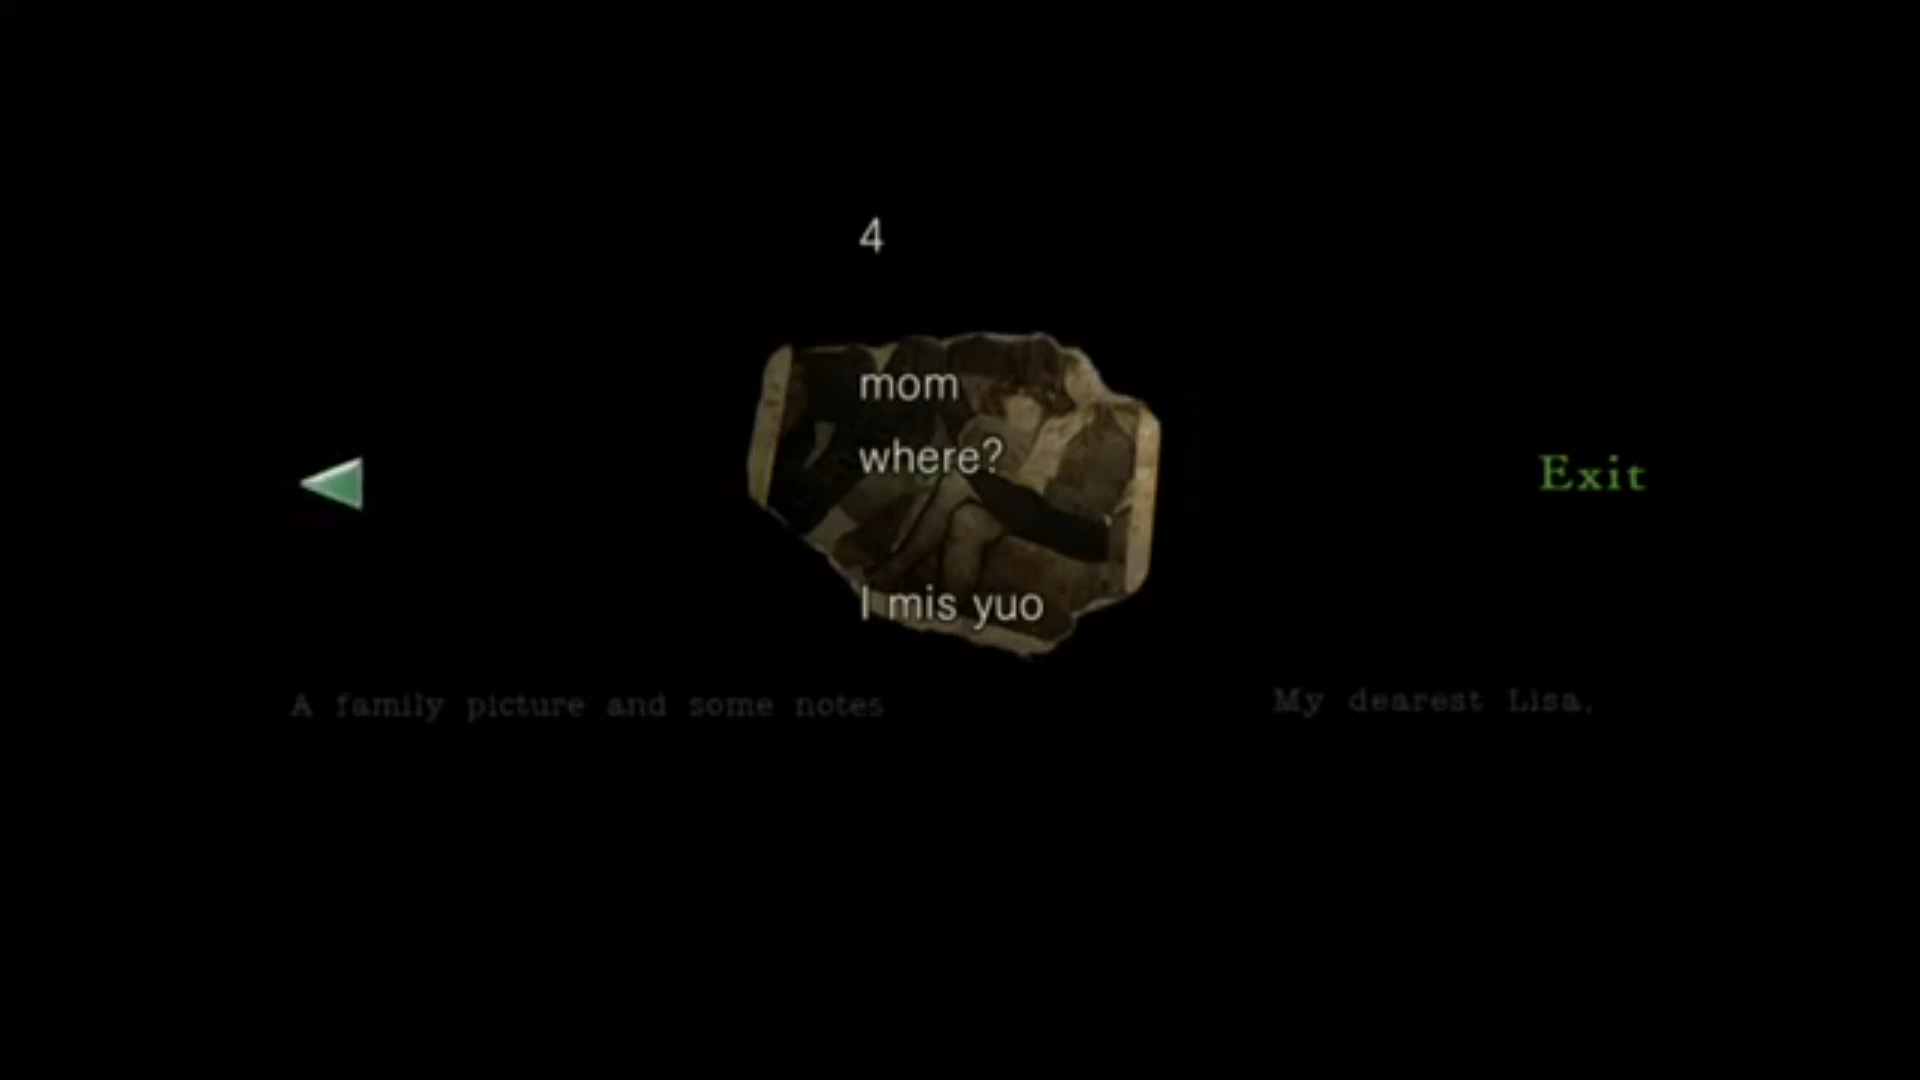 4
mom
where?
I mis yuo
Exit
A family picture and some notes
My dearest Lisa,